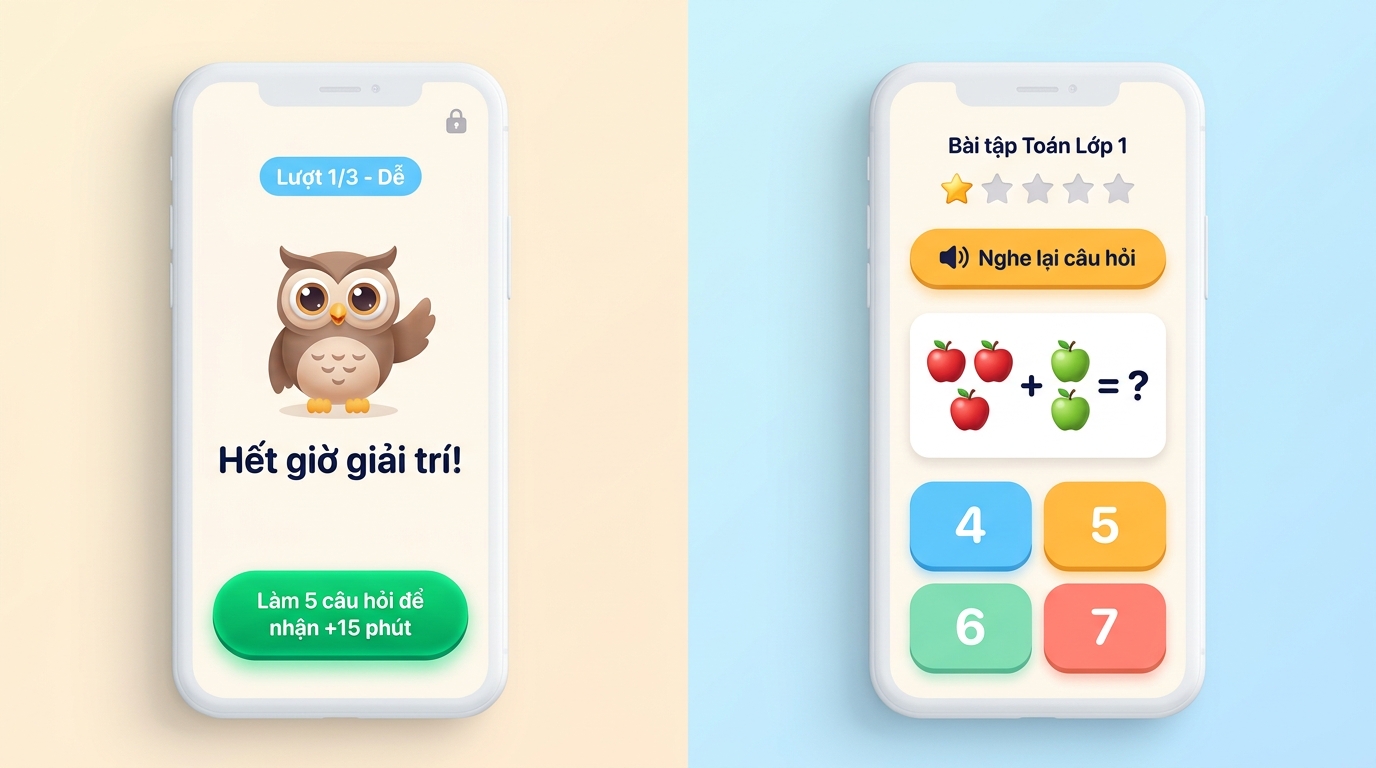 Lượt 1/3 - Dễ
Hết giờ giải trí!
Làm 5 câu hỏi để
nhận +15 phút
Bài tập Toán Lớp 1
Nghe lại câu hỏi
+ = ?
4 5
6 7